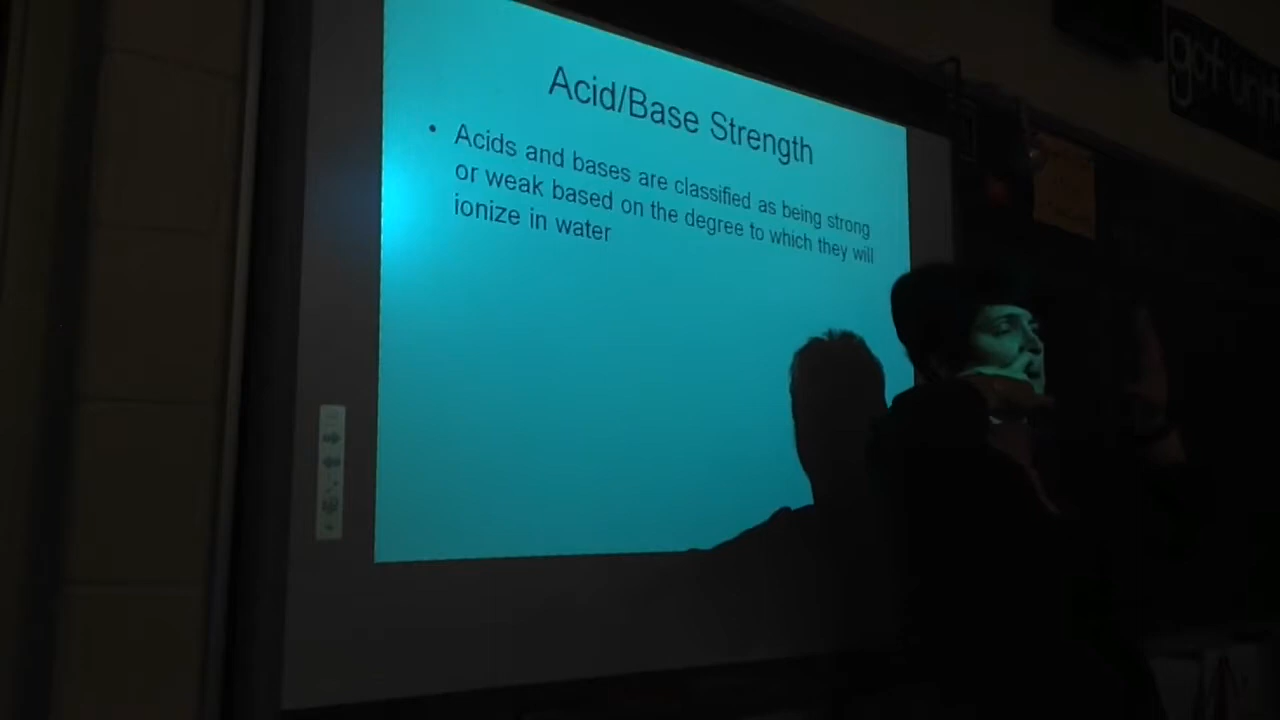 Acid/Base Strength
• Acids and bases are classified as being strong
or weak based on the degree to which they will
ionize in water
got